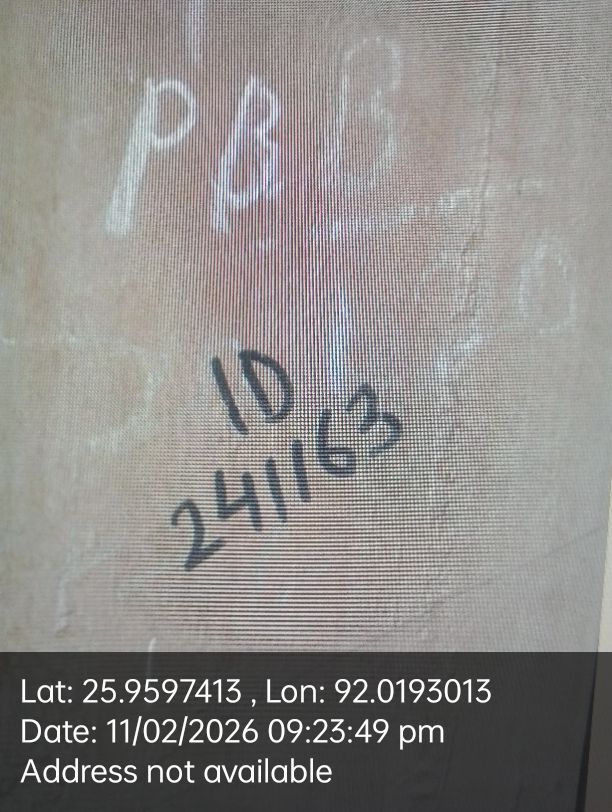 PBB
ID
241163
Lat: 25.9597413 , Lon: 92.0193013
Date: 11/02/2026 09:23:49 pm
Address not available